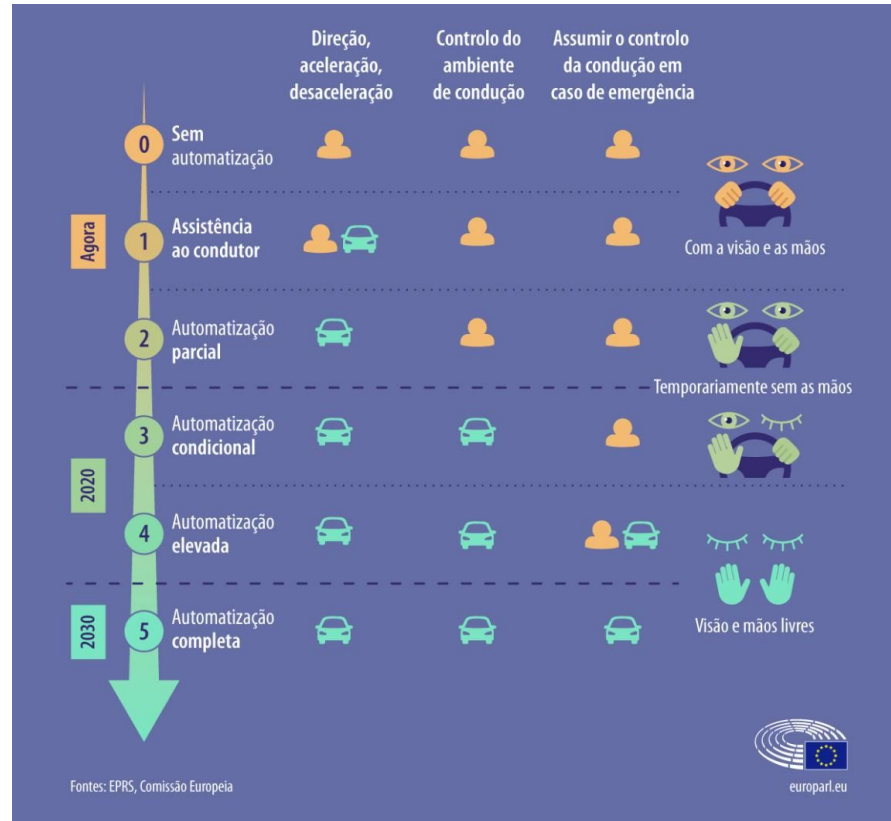 Direção,
aceleração,
desaceleração
Controlo do
ambiente
de condução
Assumir o controlo
da condução em
caso de emergência
0
Sem
automatização
Com a visão e as mãos
Agora
1
Assistência
ao condutor
2
Automatização
parcial
Temporariamente sem as mãos
3
Automatização
condicional
2020
4
Automatização
elevada
Visão e mãos livres
2030
5
Automatização
completa
Fontes: EPRS, Comissão Europeia
europarl.eu